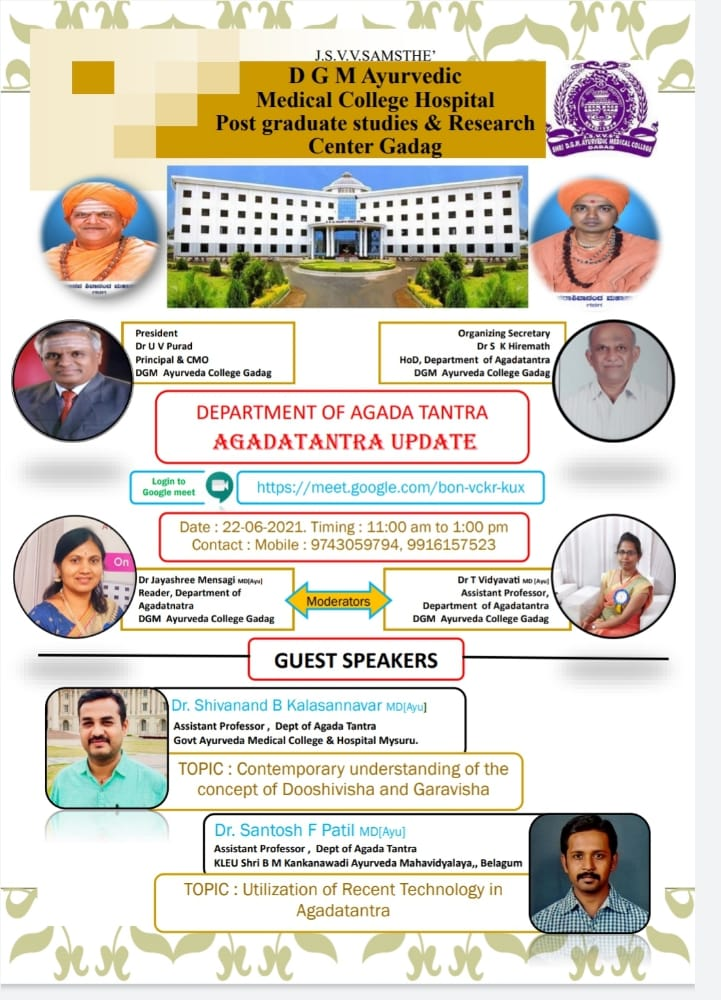 J.S.V.V.SAMSTHE’
D G M Ayurvedic
Medical College Hospital
Post graduate studies & Research
Center Gadag
SHRI D.G.M. AYURVEDIC MEDICAL COLLEGE
GADAG
President
Dr U V Purad
Principal & CMO
DGM Ayurveda College Gadag
Organizing Secretary
Dr S K Hiremath
HoD, Department of Agadatantra
DGM Ayurveda College Gadag
DEPARTMENT OF AGADA TANTRA
AGADATANTRA UPDATE
Login to
Google meet
https://meet.google.com/bon-vckr-kux
Date : 22-06-2021. Timing : 11:00 am to 1:00 pm
Contact : Mobile : 9743059794, 9916157523
On
Dr Jayashree Mensagi MD[Ayu]
Reader, Department of
Agadatnatra
DGM Ayurveda College Gadag
Moderators
Dr T Vidyavati MD [Ayu]
Assistant Professor,
Department of Agadatantra
DGM Ayurveda College Gadag
GUEST SPEAKERS
Dr. Shivanand B Kalasannavar MD[Ayu]
Assistant Professor , Dept of Agada Tantra
Govt Ayurveda Medical College & Hospital Mysuru.
TOPIC : Contemporary understanding of the
concept of Dooshivisha and Garavisha
Dr. Santosh F Patil MD[Ayu]
Assistant Professor , Dept of Agada Tantra
KLEU Shri B M Kankanawadi Ayurveda Mahavidyalaya,, Belagum
TOPIC : Utilization of Recent Technology in
Agadatantra